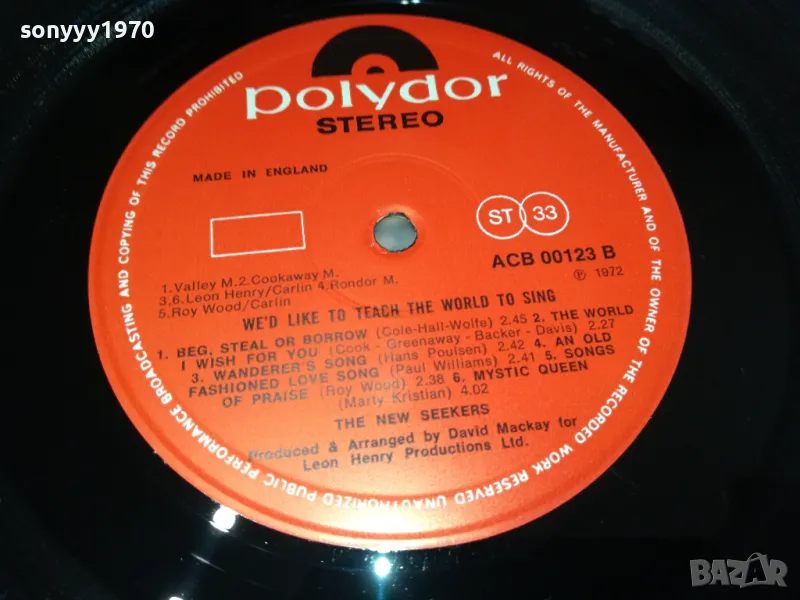 sonyyy1970
polydor
STEREO
MADE IN ENGLAND
ST 33
ACB 00123 B
℗ 1972
1.Valley M.2.Cookaway M.
3,6. Leon Henry/Carlin 4. Rondor M.
5.Roy Wood/Carlin
WE'D LIKE TO TEACH THE WORLD TO SING
1. BEG, STEAL OR BORROW (Cole-Hall-Wolfe) 2.45 2. THE WORLD
I WISH FOR YOU (Cook - Greenaway - Backer - Davis) 2.27
3. WANDERER'S SONG (Hans Poulsen) 2.42 4. AN OLD
FASHIONED LOVE SONG (Paul Williams) 2.41 5. SONGS
OF PRAISE (Roy Wood) 2.38 6. MYSTIC QUEEN
(Marty Kristian) 4.02
THE NEW SEEKERS
Produced & Arranged by David Mackay for
Leon Henry Productions Ltd.
ALL RIGHTS OF THE MANUFACTURER AND OF THE OWNER OF THE RECORDED WORK RESERVED UNAUTHORIZED PUBLIC PERFORMANCE BROADCASTING AND COPYING OF THIS RECORD PROHIBITED
BAZAR